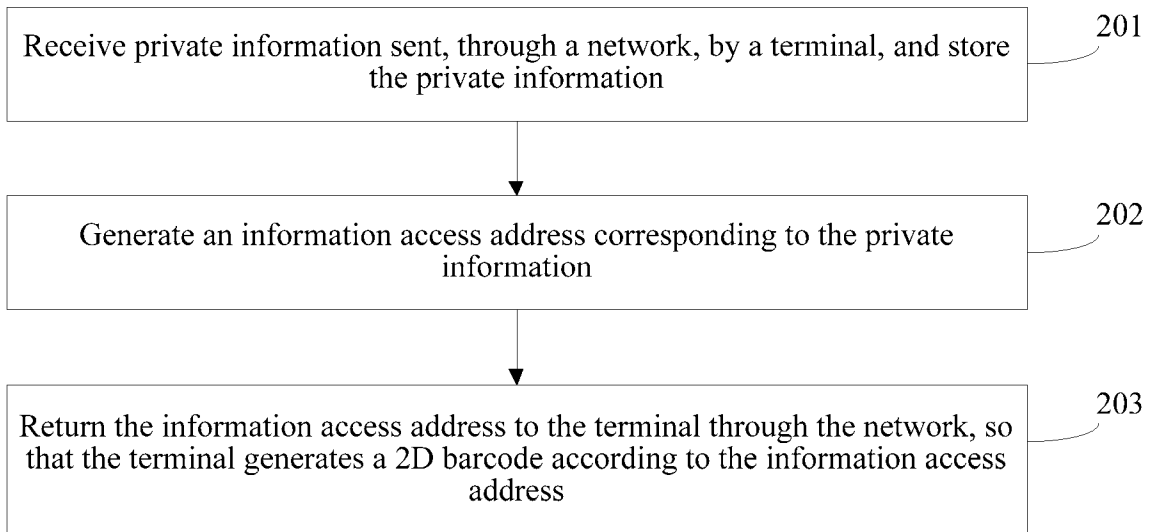 Receive private information sent, through a network, by a terminal, and store
the private information
201
Generate an information access address corresponding to the private
information
202
Return the information access address to the terminal through the network, so
that the terminal generates a 2D barcode according to the information access
address
203